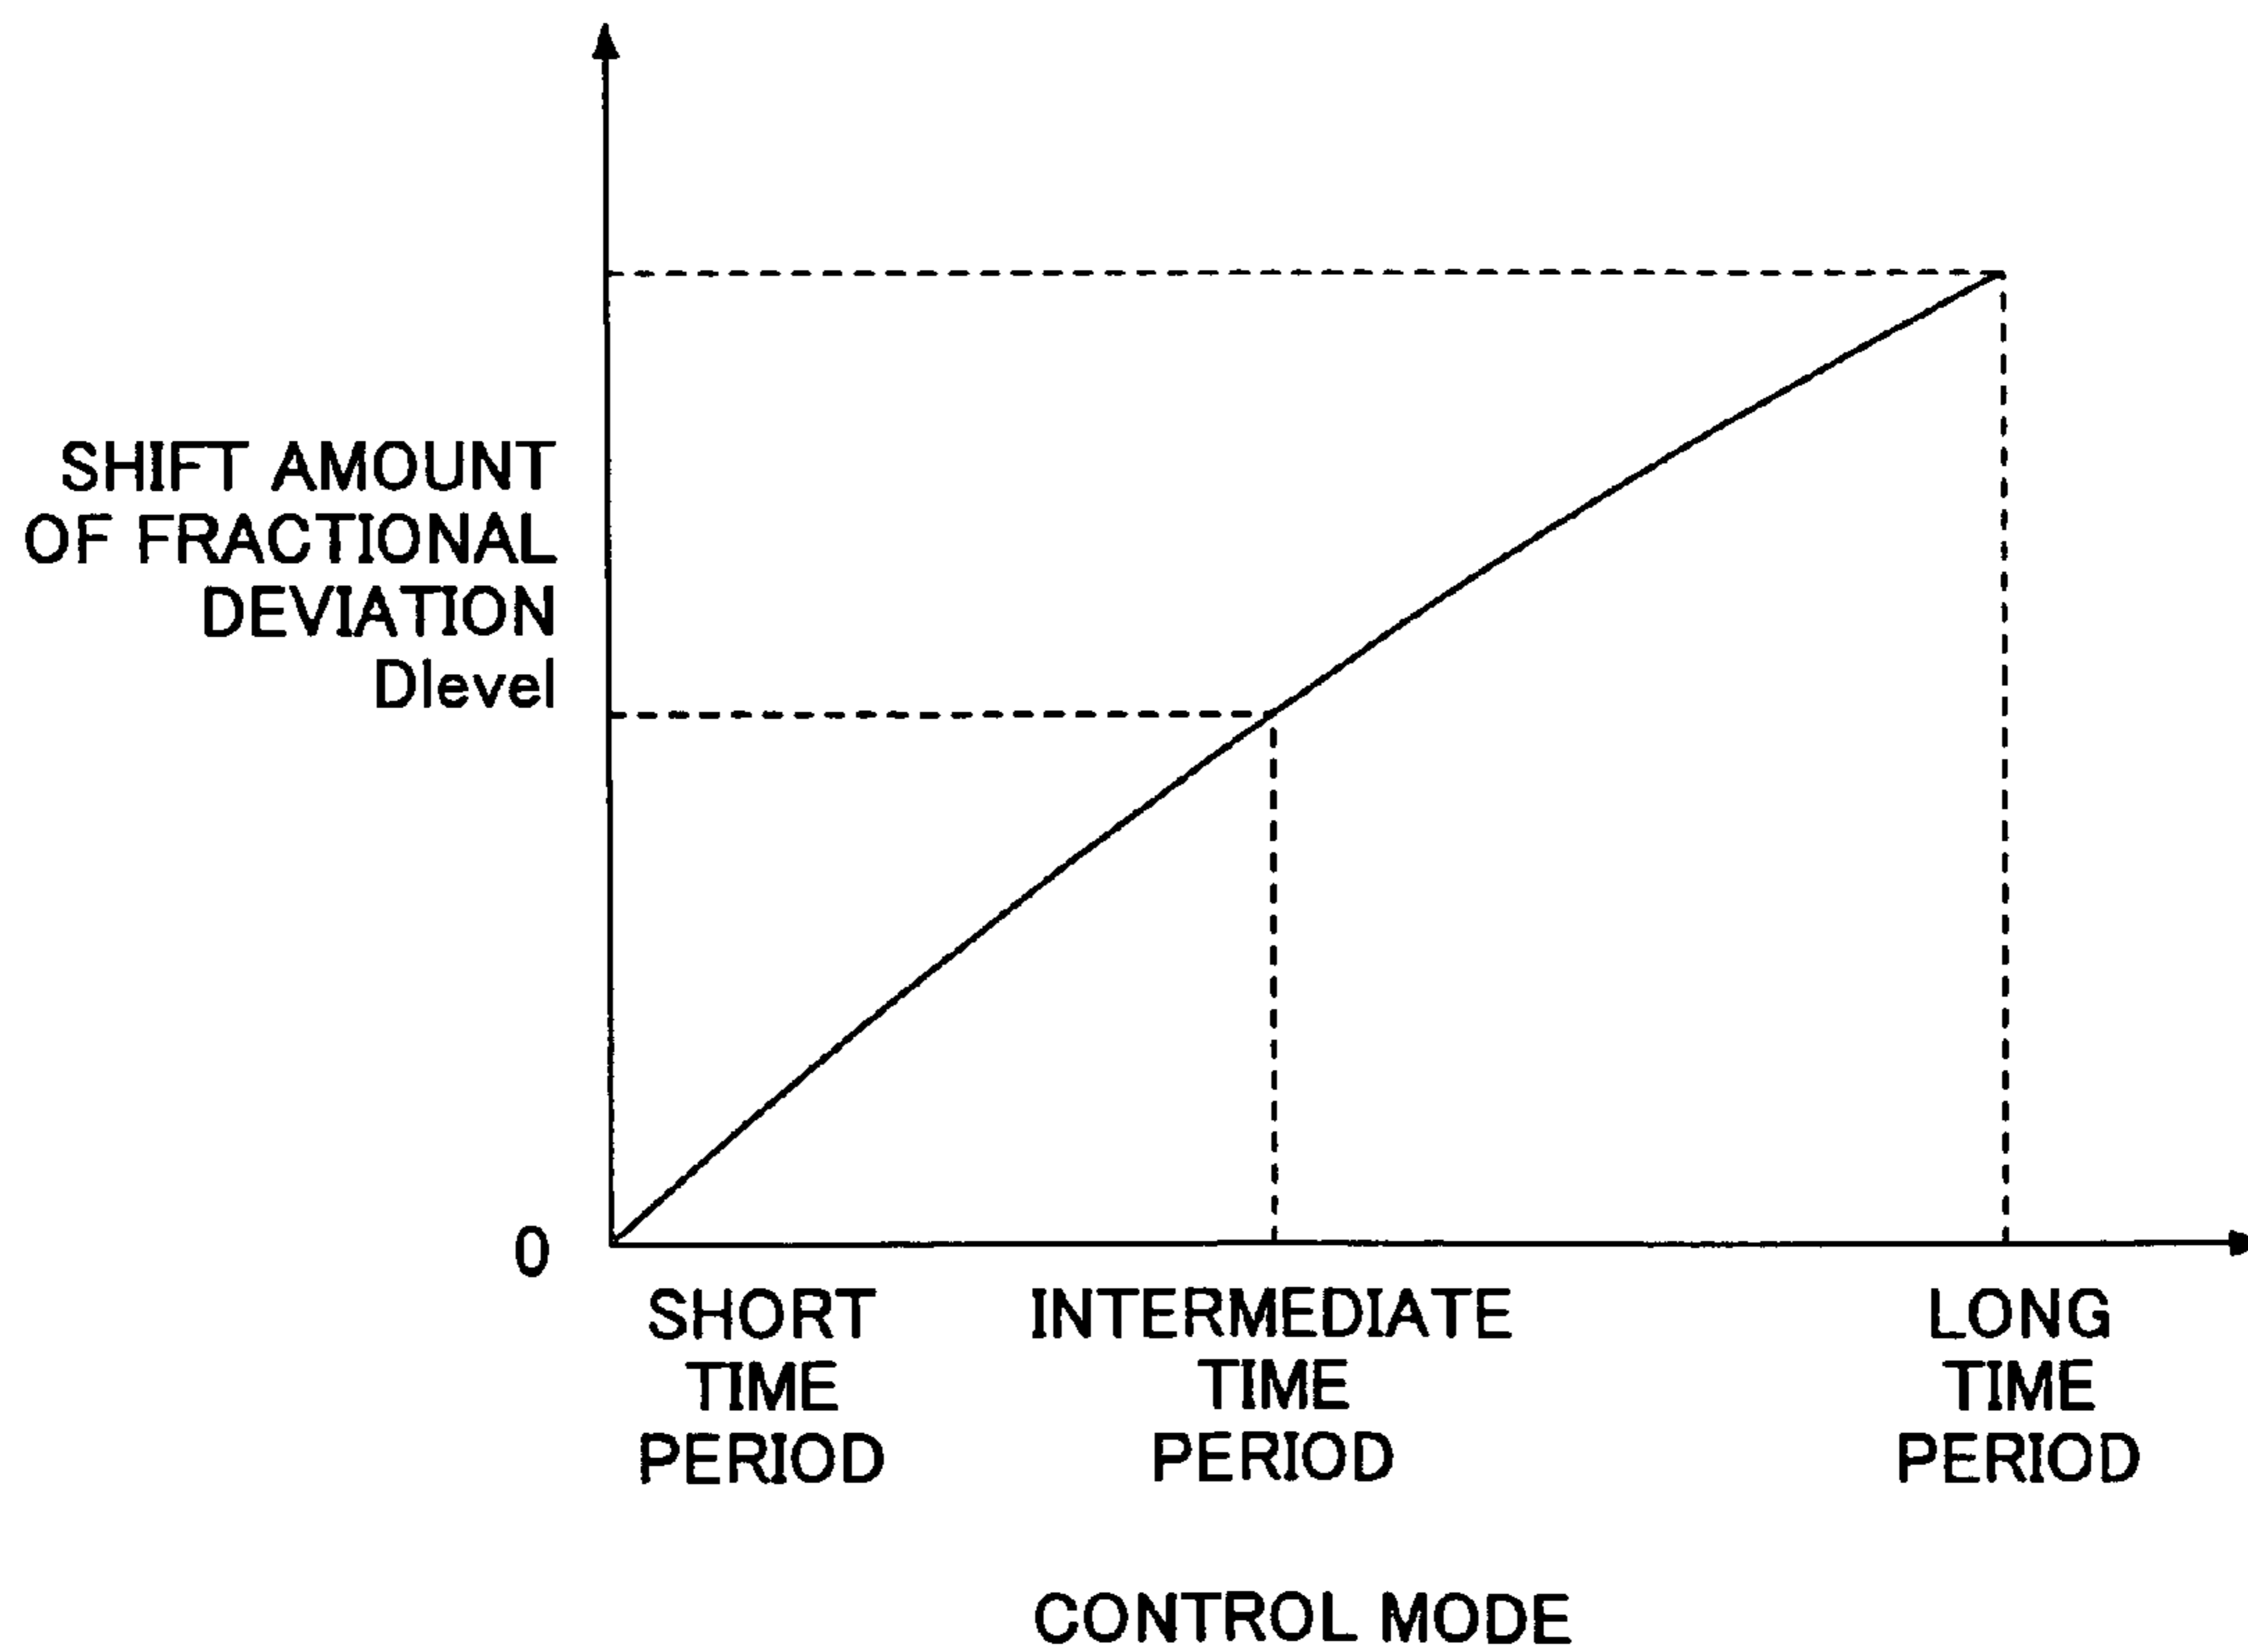 SHIFT AMOUNT
OF FRACTIONAL
DEVIATION
Dlevel
0
SHORT
TIME
PERIOD
INTERMEDIATE
TIME
PERIOD
LONG
TIME
PERIOD
CONTROL MODE